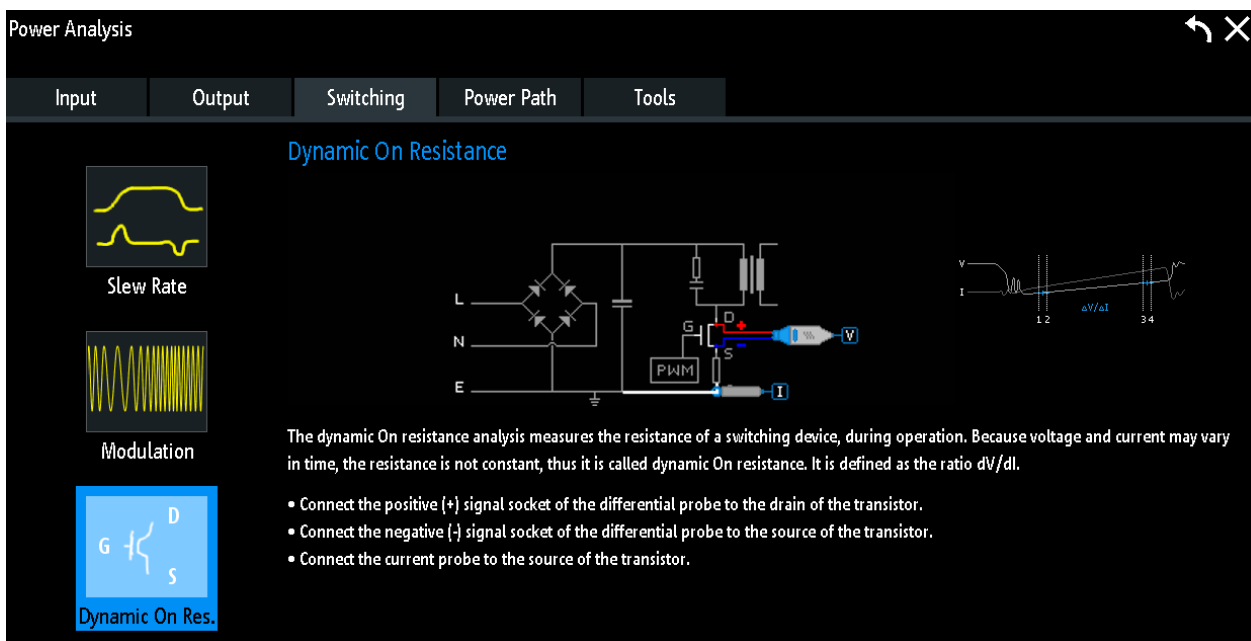 Power Analysis
Input Output Switching Power Path Tools
Dynamic On Resistance
Slew Rate
Modulation
G D S
Dynamic On Res.
L
N
E
G D + - S
PWM
V
I
V
I
ΔV/ΔI
1 2 3 4
The dynamic On resistance analysis measures the resistance of a switching device, during operation. Because voltage and current may vary
in time, the resistance is not constant, thus it is called dynamic On resistance. It is defined as the ratio dV/dI.
• Connect the positive (+) signal socket of the differential probe to the drain of the transistor.
• Connect the negative (-) signal socket of the differential probe to the source of the transistor.
• Connect the current probe to the source of the transistor.